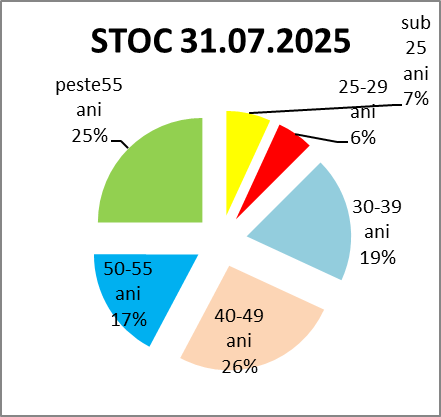 STOC 31.07.2025
sub
25
ani
7%
25-29
ani
6%
30-39
ani
19%
40-49
ani
26%
50-55
ani
17%
peste55
ani
25%